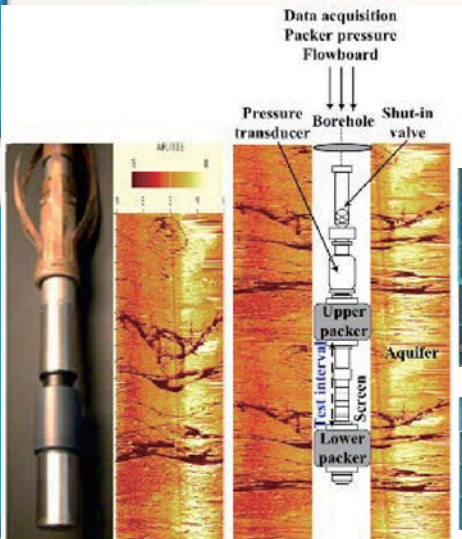 Data acquisition
Packer pressure
Flowboard
Pressure
transducer
Borehole
Shut-in
valve
AMPLITUDE
Upper
packer
Aquifer
Test interval
Screen
Lower
packer